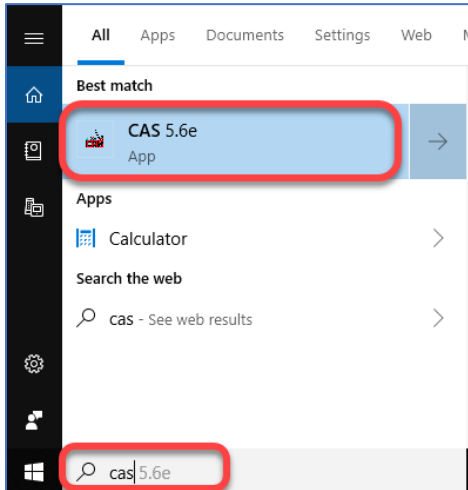 All Apps Documents Settings Web
Best match
CAS 5.6e
App
Apps
Calculator
Search the web
cas - See web results
cas 5.6e